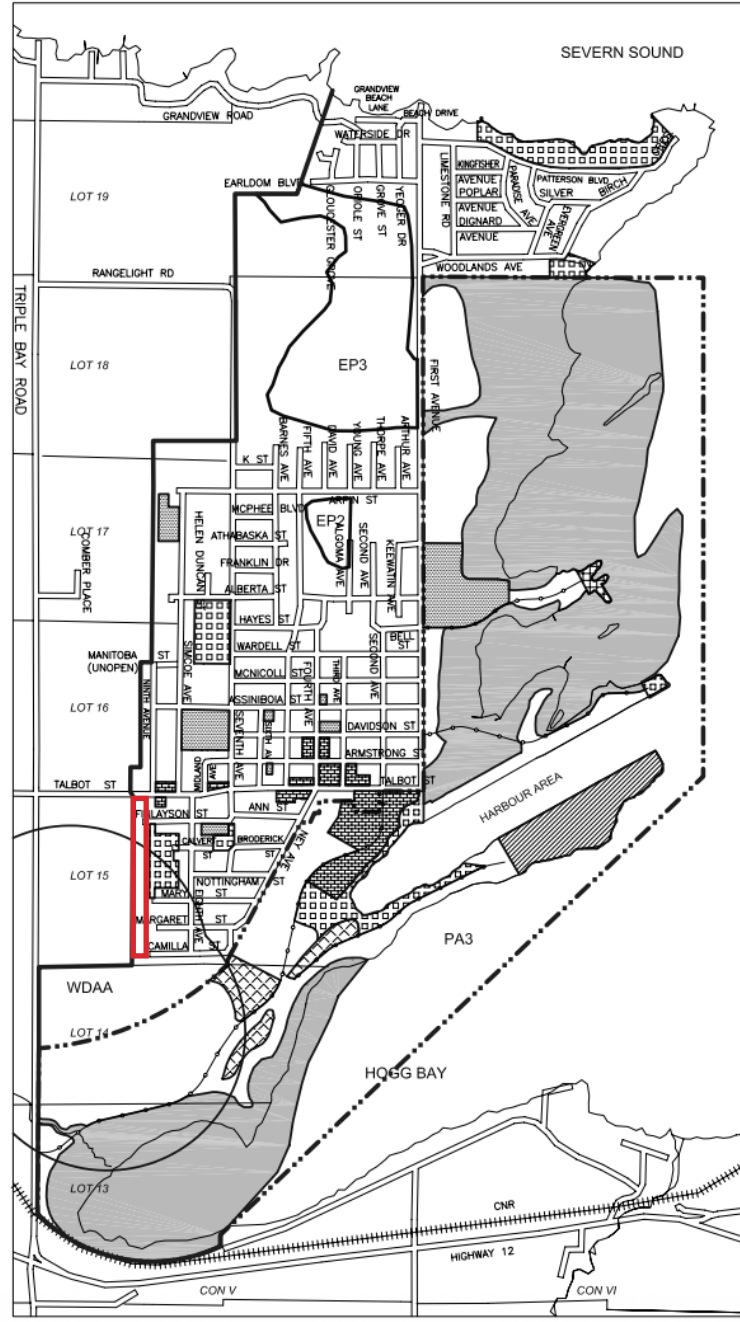 SEVERN SOUND
GRANDVIEW
BEACH
LANE
BEACH DRIVE
GRANDVIEW ROAD
WATERSIDE DR
BIRCH
LIMESTONE RD
KINGFISHER
AVENUE
POPLAR
AVENUE
DIGNARD
AVENUE
PARADISE AVE
PATTERSON BLVD
SILVER
EVERGREEN AVE
EARLDOM BLVD
LOT 19
GLOUCESTER GROVE
ORIOLE ST
GROVE ST
YEOGER DR
WOODLANDS AVE
RANGELIGHT RD
TRIPLE BAY ROAD
LOT 18
EP3
FIRST AVENUE
BARNES AVE
FIFTH AVE
DAVID AVE
YOUNG AVE
THORPE AVE
ARTHUR AVE
K ST
ARPIN ST
MCPHEE BLVD
EP2
LOT 17
HELEN DUNCAN
ATHABASKA ST
ALGOMA AVE
SECOND AVE
KEEWATIN AVE
COMBER PLACE
FRANKLIN DR
ALBERTA ST
HAYES ST
BELL
ST
WARDELL ST
MANITOBA ST
(UNOPEN)
SIMCOE AVE
SECOND AVE
MCNICOLL ST
FOURTH AVE
THIRD AVE
NINTH AVENUE
ASSINIBOIA ST
LOT 16
SEVENTH AVE
SIXTH AVE
DAVIDSON ST
ARMSTRONG ST
MIDLAND AVE
TALBOT ST
TALBOT ST
HARBOUR AREA
ANN ST
FINLAYSON ST
NEY AVE
CALVERT
ST
BRODERICK
ST
LOT 15
NOTTINGHAM ST
MARY ST
EIGHTH AVE
MARGARET ST
CAMILLA ST
PA3
WDAA
LOT 14
HOGG BAY
LOT 13
CNR
HIGHWAY 12
CON V
CON VI